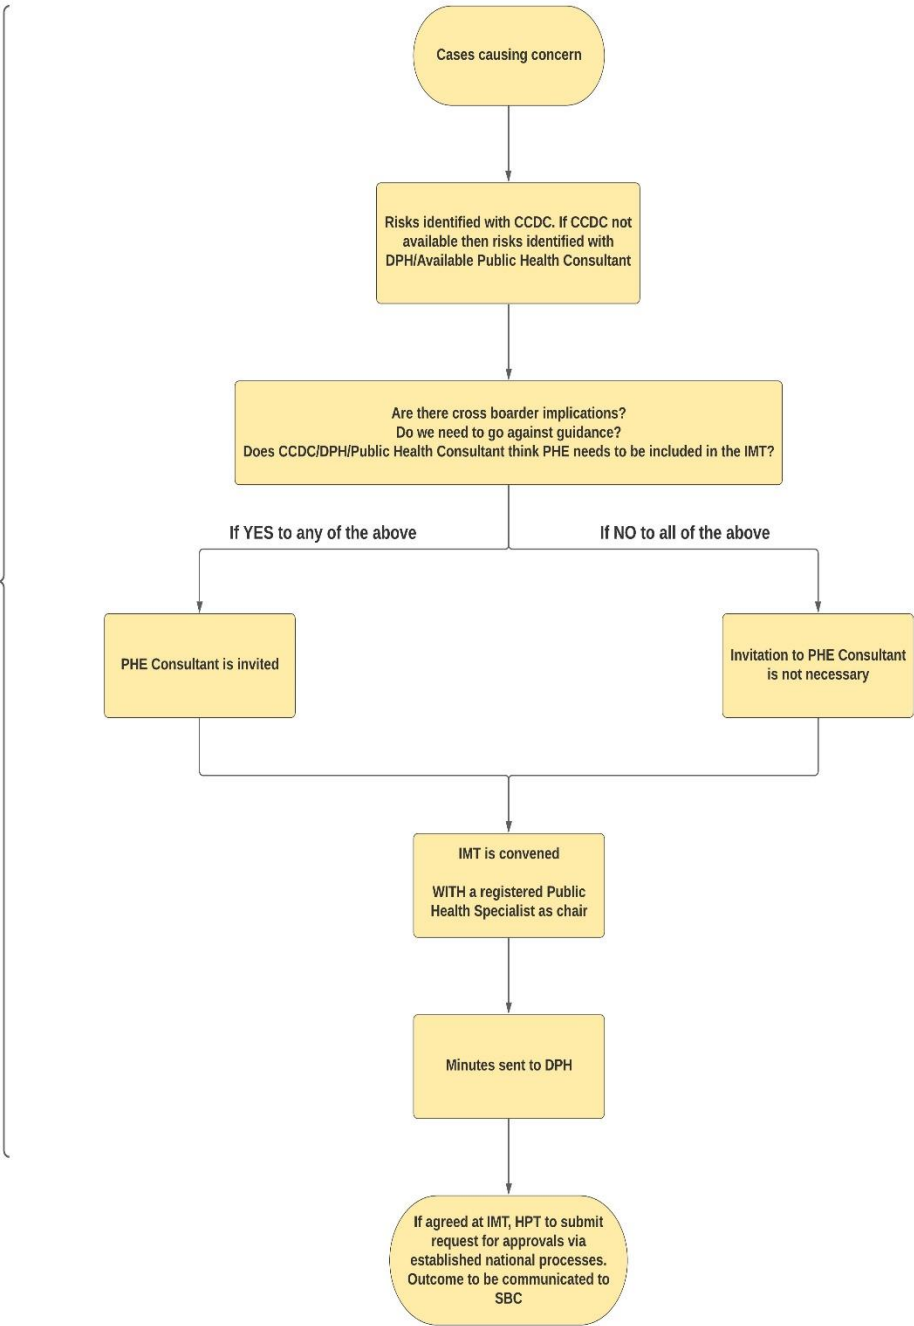 Cases causing concern
Risks identified with CCDC. If CCDC not
available then risks identified with
DPH/Available Public Health Consultant
Are there cross boarder implications?
Do we need to go against guidance?
Does CCDC/DPH/Public Health Consultant think PHE needs to be included in the IMT?
If YES to any of the above
If NO to all of the above
PHE Consultant is invited
Invitation to PHE Consultant
is not necessary
IMT is convened
WITH a registered Public
Health Specialist as chair
Minutes sent to DPH
If agreed at IMT, HPT to submit
request for approvals via
established national processes.
Outcome to be communicated to
SBC